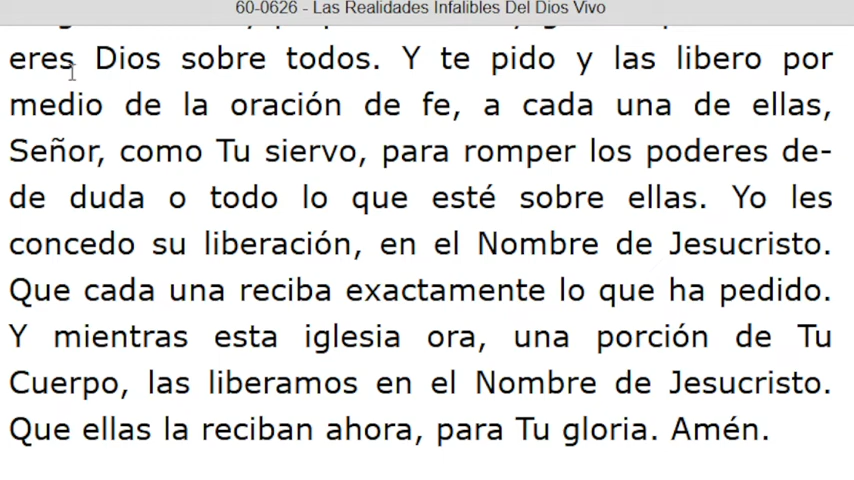 60-0626 - Las Realidades Infalibles Del Dios Vivo
eres Dios sobre todos. Y te pido y las libero por
medio de la oración de fe, a cada una de ellas,
Señor, como Tu siervo, para romper los poderes de-
de duda o todo lo que esté sobre ellas. Yo les
concedo su liberación, en el Nombre de Jesucristo.
Que cada una reciba exactamente lo que ha pedido.
Y mientras esta iglesia ora, una porción de Tu
Cuerpo, las liberamos en el Nombre de Jesucristo.
Que ellas la reciban ahora, para Tu gloria. Amén.